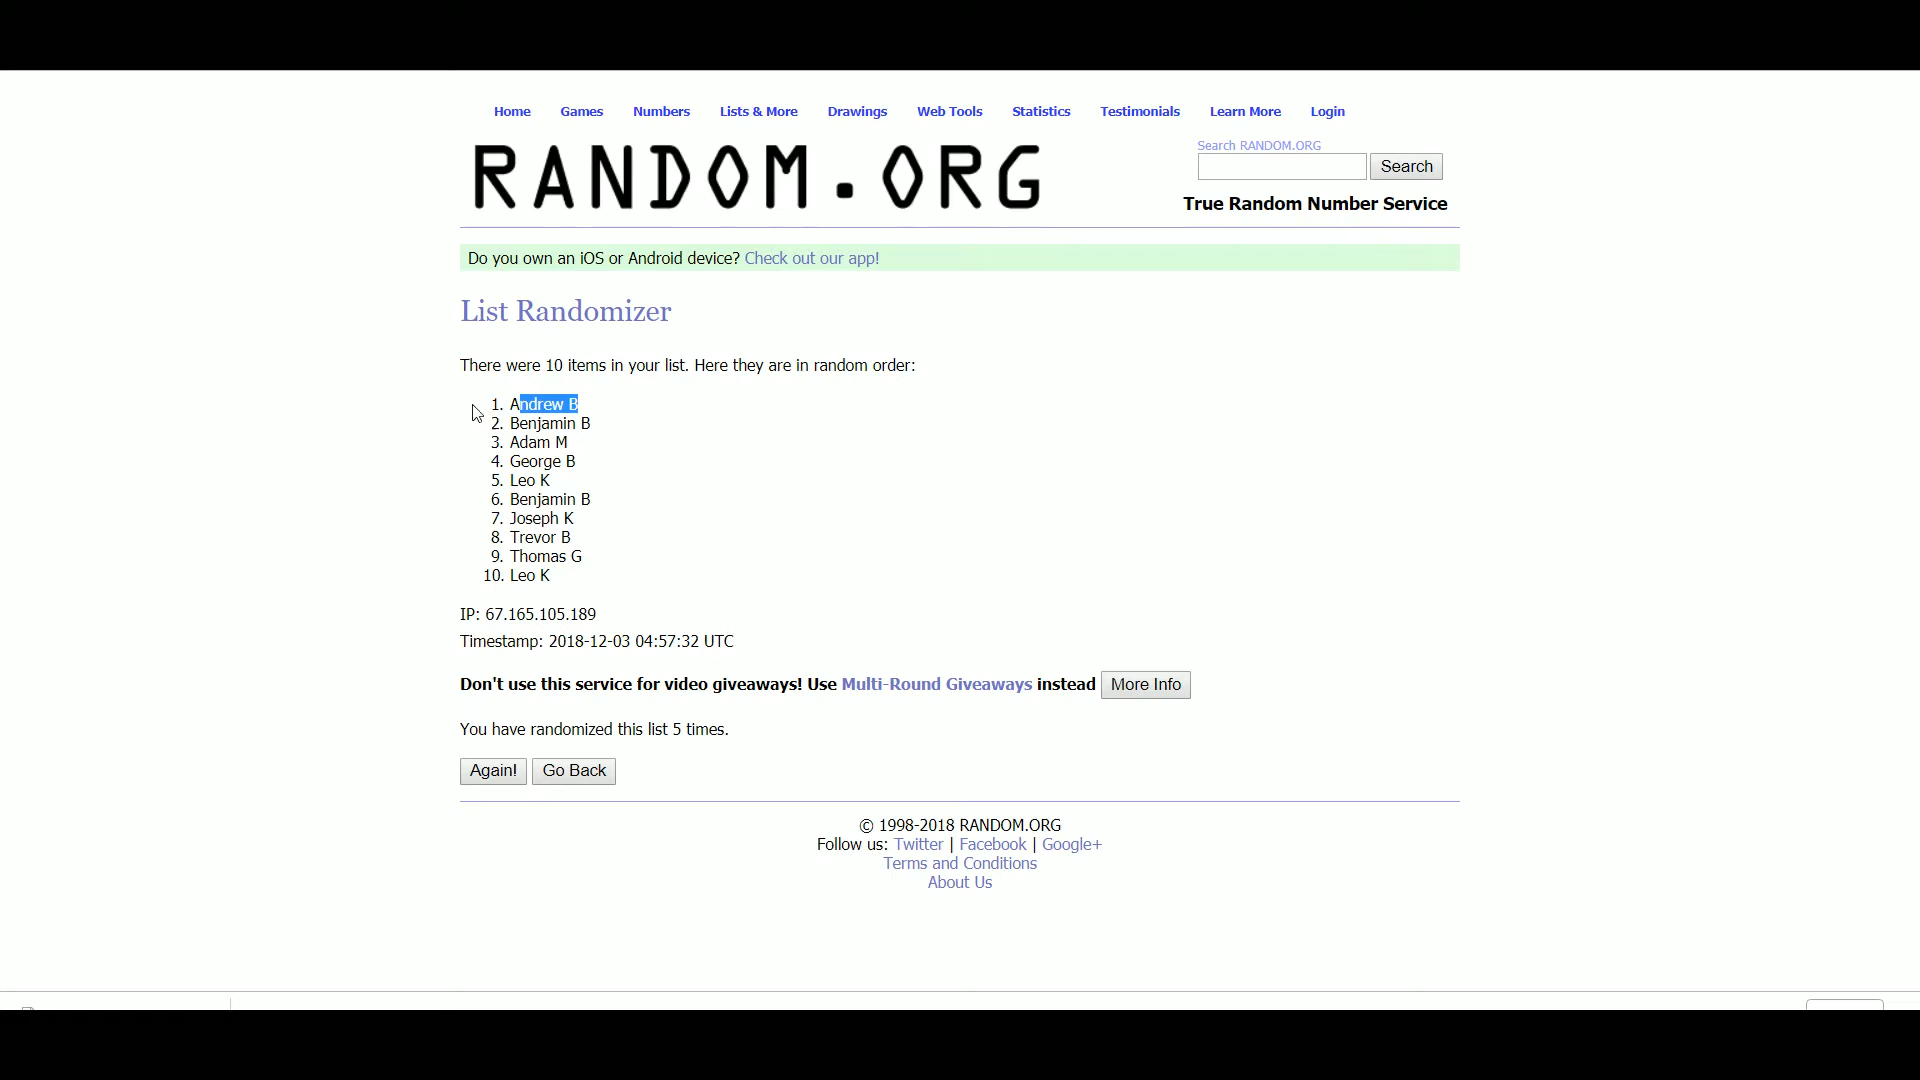 Home Games Numbers Lists & More Drawings Web Tools Statistics Testimonials Learn More Login
RANDOM.ORG
Search RANDOM.ORG
Search
True Random Number Service
Do you own an iOS or Android device? Check out our app!
List Randomizer
There were 10 items in your list. Here they are in random order:
1. Andrew B
2. Benjamin B
3. Adam M
4. George B
5. Leo K
6. Benjamin B
7. Joseph K
8. Trevor B
9. Thomas G
10. Leo K
IP: 67.165.105.189
Timestamp: 2018-12-03 04:57:32 UTC
Don't use this service for video giveaways! Use Multi-Round Giveaways instead More Info
You have randomized this list 5 times.
Again! Go Back
© 1998-2018 RANDOM.ORG
Follow us: Twitter | Facebook | Google+
Terms and Conditions
About Us